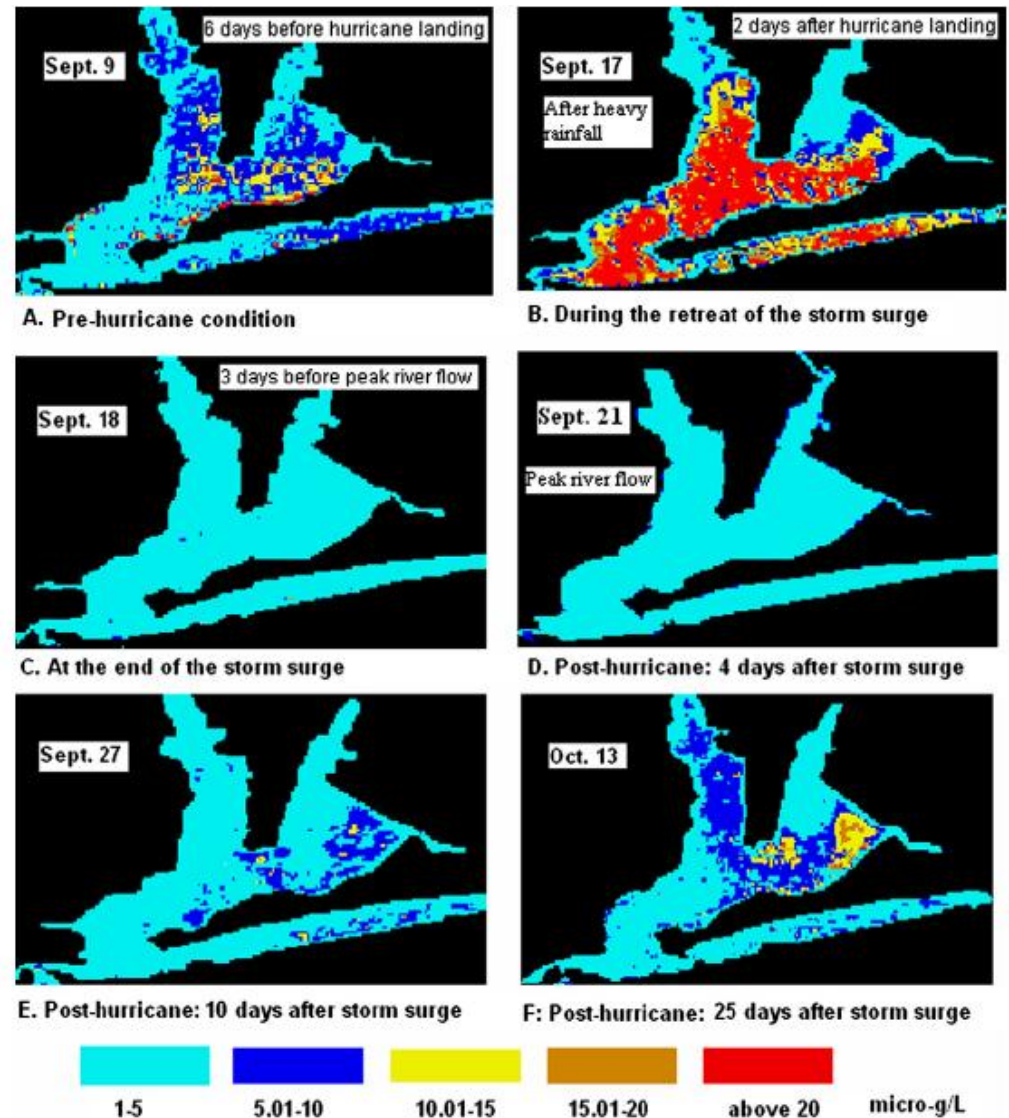 6 days before hurricane landing
Sept. 9
A. Pre-hurricane condition
2 days after hurricane landing
Sept. 17
After heavy
rainfall
B. During the retreat of the storm surge
3 days before peak river flow
Sept. 18
C. At the end of the storm surge
Sept. 21
Peak river flow
D. Post-hurricane: 4 days after storm surge
Sept. 27
E. Post-hurricane: 10 days after storm surge
Oct. 13
F: Post-hurricane: 25 days after storm surge
1-5 5.01-10 10.01-15 15.01-20 above 20 micro-g/L